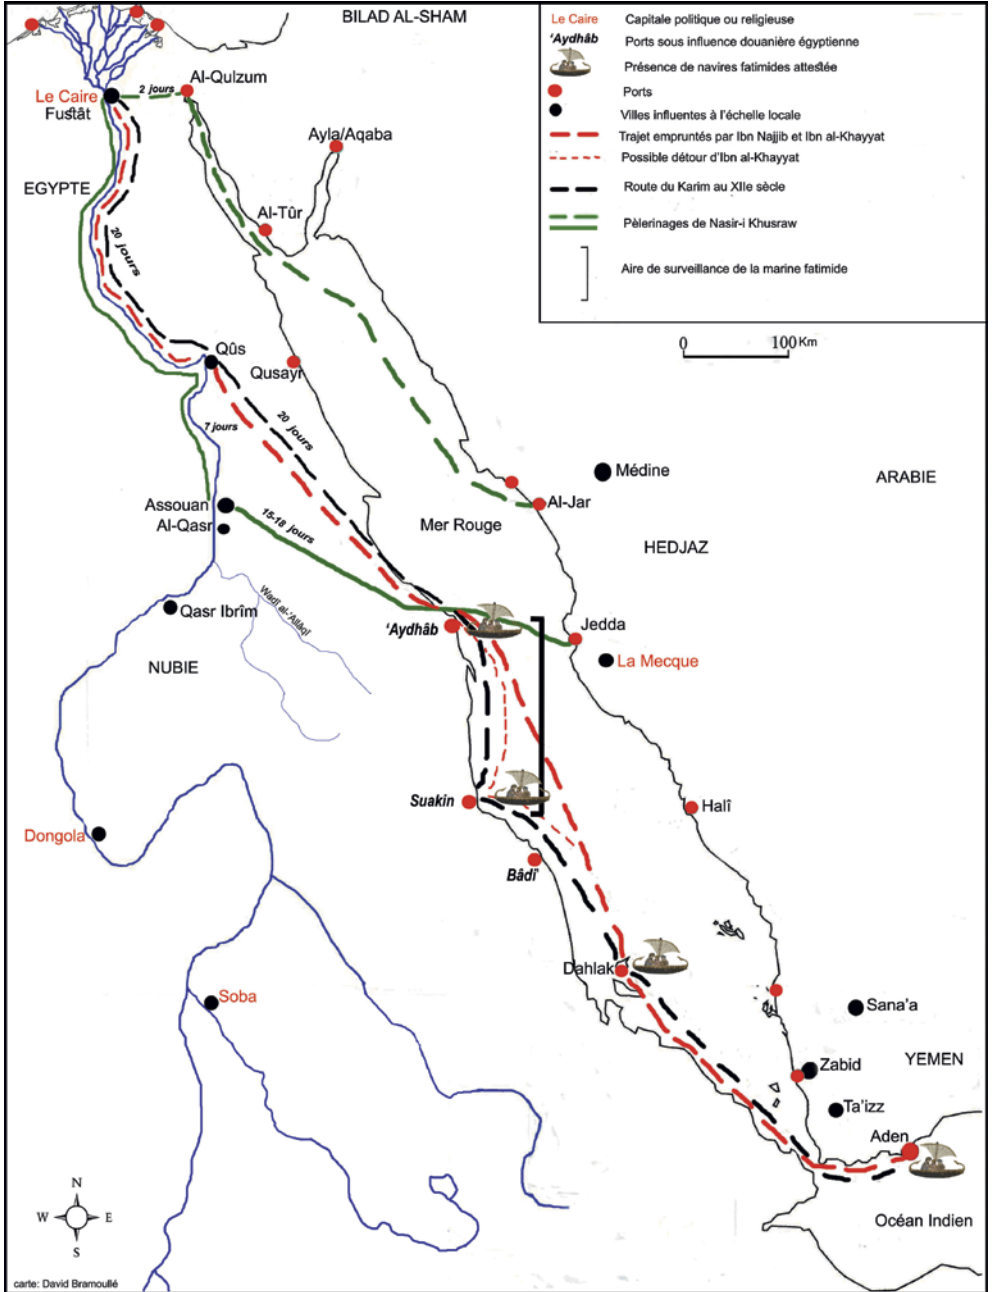 BILAD AL-SHAM
Le Caire
Capitale politique ou religieuse
'Aydhâb
Ports sous influence douanière égyptienne
Présence de navires fatimides attestée
Ports
Villes influentes à l'échelle locale
Trajet empruntés par Ibn Najjib et Ibn al-Khayyat
Possible détour d'Ibn al-Khayyat
Route du Karim au XIIe sècle
Pèlerinages de Nasir-i Khusraw
Aire de surveillance de la marine fatimide
0
100 Km
Al-Qulzum
2 jours
Le Caire
Fustât
Ayla/Aqaba
EGYPTE
Al-Tûr
20 jours
Qûs
Qusayr
20 jours
7 jours
Médine
ARABIE
Assouan
Al-Qasr
15-18 jours
Al-Jar
Mer Rouge
HEDJAZ
Wadi al-'Allaqî
Qasr Ibrîm
'Aydhâb
Jedda
La Mecque
NUBIE
Suakin
Halî
Dongola
Bâdi'
Dahlak
Soba
Sana'a
YEMEN
Zabid
Ta'izz
Aden
N
W
E
S
Océan Indien
carte: David Bramoullé